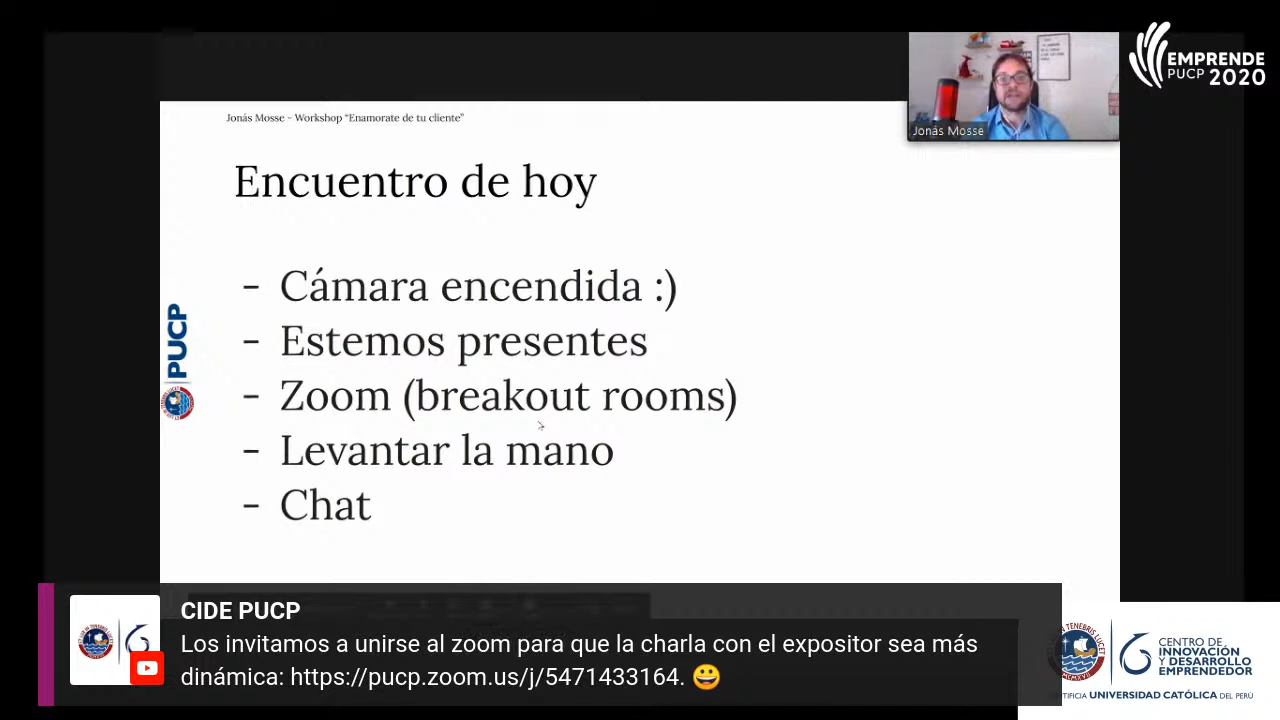 EMPRENDE
PUCP 2020
Jonás Mosse
Jonás Mosse - Workshop “Enamorate de tu cliente”
Encuentro de hoy
- Cámara encendida :)
- Estemos presentes
- Zoom (breakout rooms)
- Levantar la mano
- Chat
PUCP
CIDE PUCP
Los invitamos a unirse al zoom para que la charla con el expositor sea más
dinámica: https://pucp.zoom.us/j/5471433164. 😀
CENTRO DE
INNOVACIÓN
Y DESARROLLO
EMPRENDEDOR
UNIVERSIDAD CATÓLICA DEL PERÚ